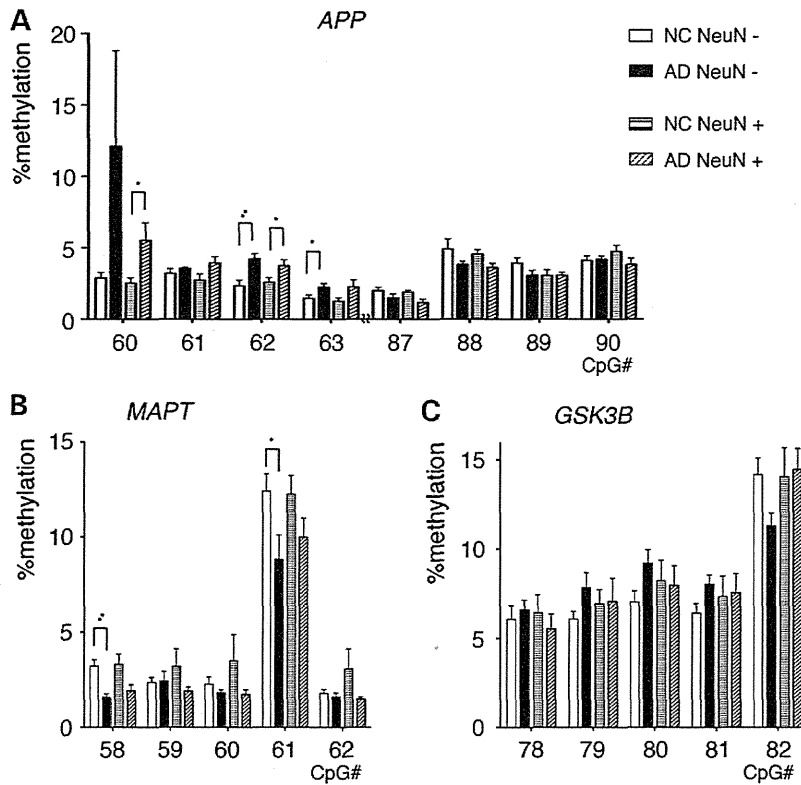 A
APP
%methylation
20
15
10
5
0
60 61 62 63 87 88 89 90
CpG#
NC NeuN -
AD NeuN -
NC NeuN +
AD NeuN +
B
MAPT
%methylation
15
10
5
0
58 59 60 61 62
CpG#
C
GSK3B
%methylation
15
10
5
0
78 79 80 81 82
CpG#